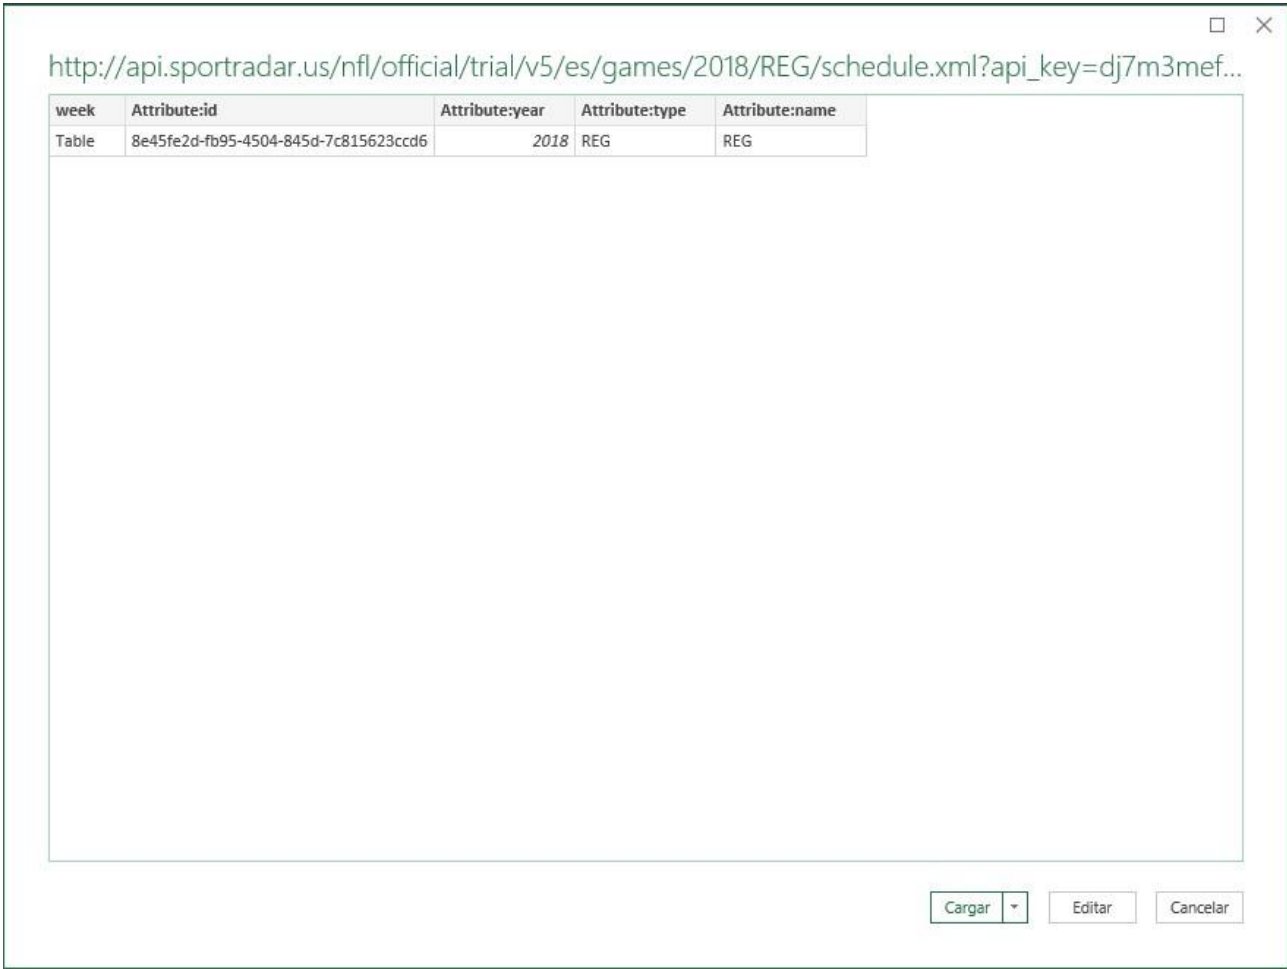 http://api.sportradar.us/nfl/official/trial/v5/es/games/2018/REG/schedule.xml?api_key=dj7m3mef...
week Attribute:id Attribute:year Attribute:type Attribute:name
Table 8e45fe2d-fb95-4504-845d-7c815623ccd6 2018 REG REG
Cargar Editar Cancelar